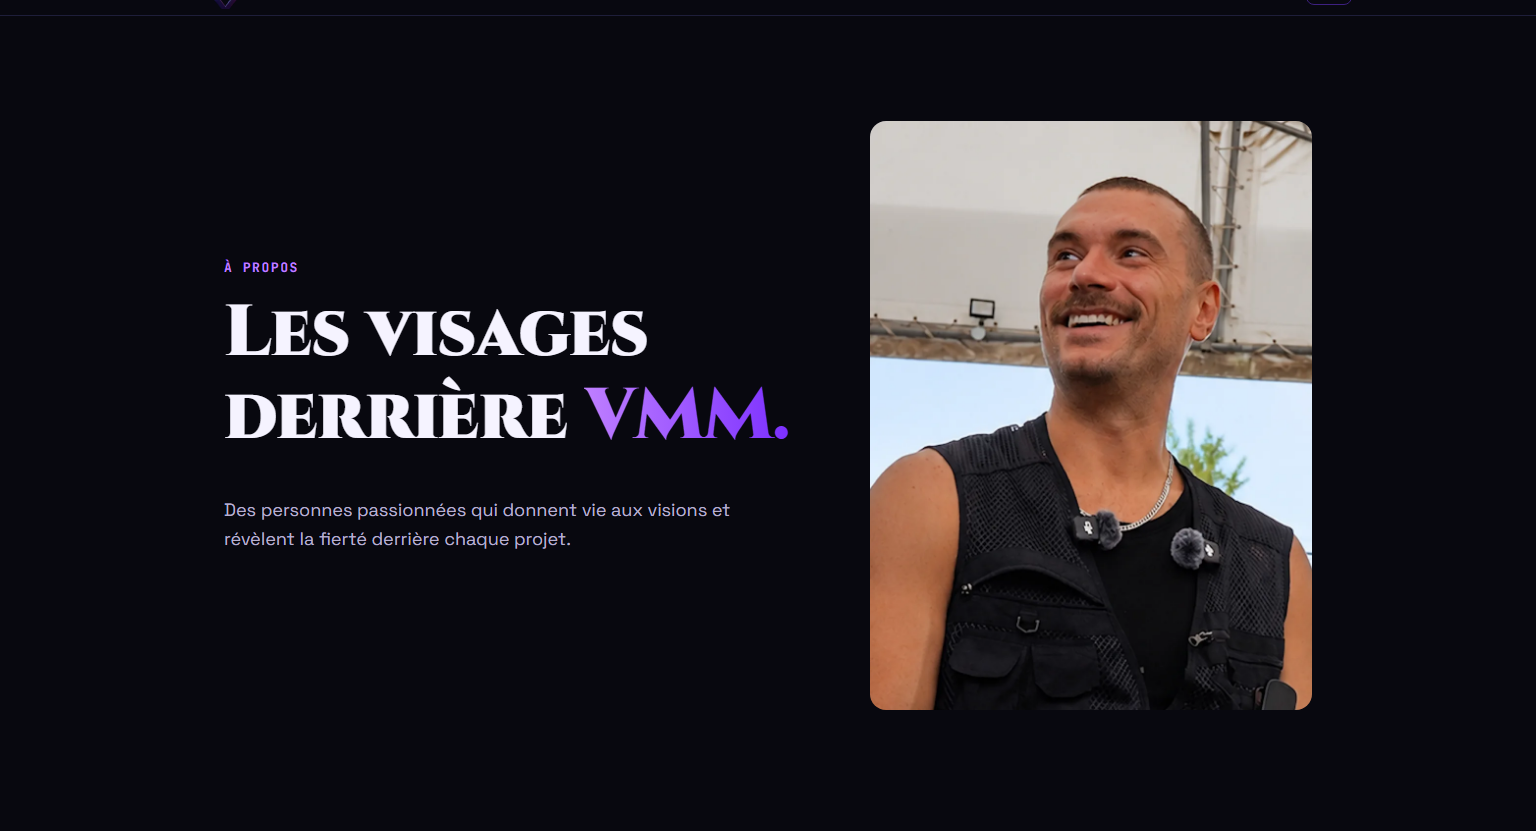 À PROPOS
Les visages
derrière VMM.
Des personnes passionnées qui donnent vie aux visions et
révèlent la fierté derrière chaque projet.